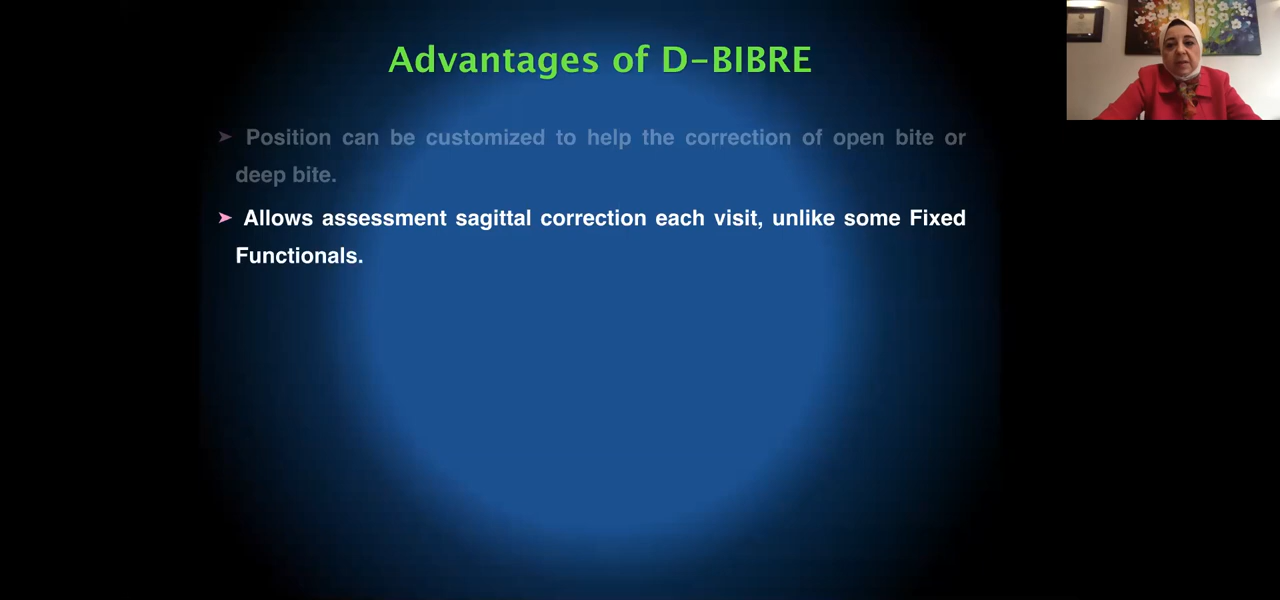 Advantages of D-BIBRE
➤ Position can be customized to help the correction of open bite or
deep bite.
➤ Allows assessment sagittal correction each visit, unlike some Fixed
Functionals.